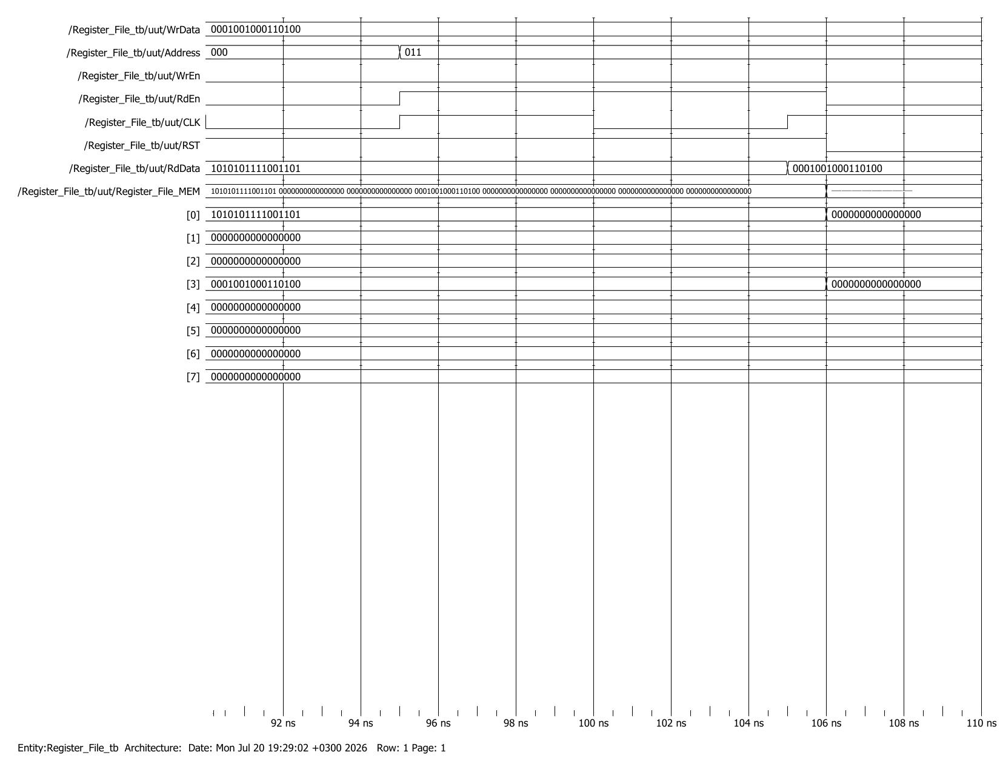 /Register_File_tb/uut/WrData 0001001000110100
/Register_File_tb/uut/Address 000 011
/Register_File_tb/uut/WrEn
/Register_File_tb/uut/RdEn
/Register_File_tb/uut/CLK
/Register_File_tb/uut/RST
/Register_File_tb/uut/RdData 1010101111001101 0001001000110100
/Register_File_tb/uut/Register_File_MEM 1010101111001101 0000000000000000 0000000000000000 0001001000110100 0000000000000000 0000000000000000 0000000000000000 0000000000000000
[0] 1010101111001101 0000000000000000
[1] 0000000000000000
[2] 0000000000000000
[3] 0001001000110100 0000000000000000
[4] 0000000000000000
[5] 0000000000000000
[6] 0000000000000000
[7] 0000000000000000
92 ns 94 ns 96 ns 98 ns 100 ns 102 ns 104 ns 106 ns 108 ns 110 ns
Entity:Register_File_tb Architecture: Date: Mon Jul 20 19:29:02 +0300 2026 Row: 1 Page: 1